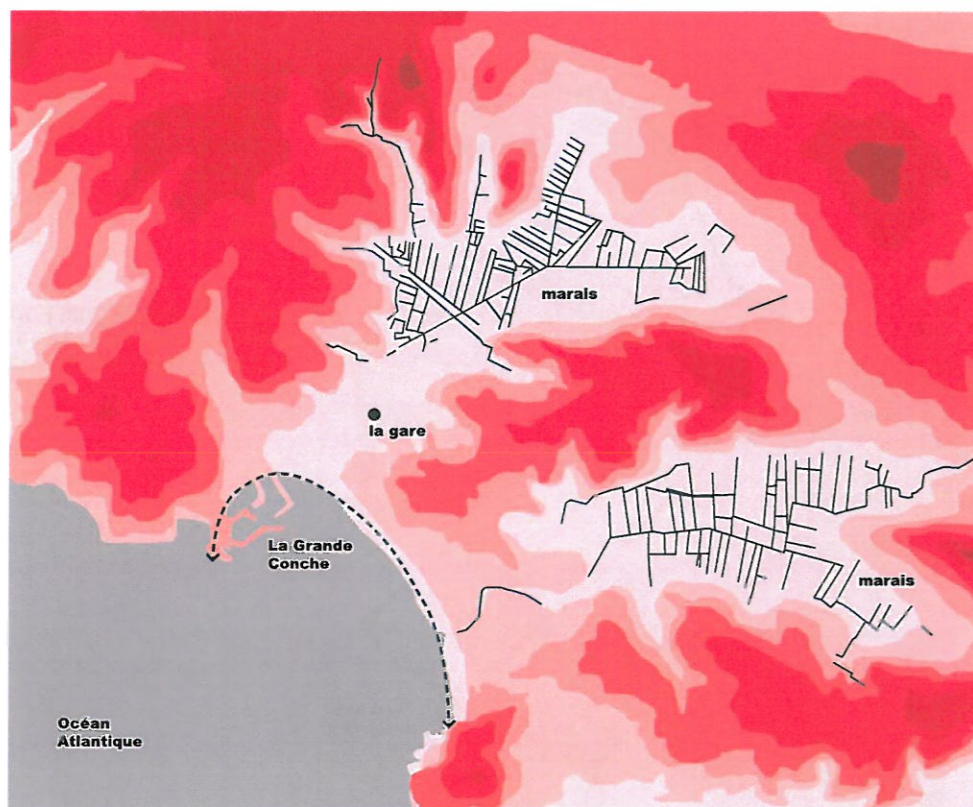 marais
la gare
La Grande
Conche
marais
Océan
Atlantique